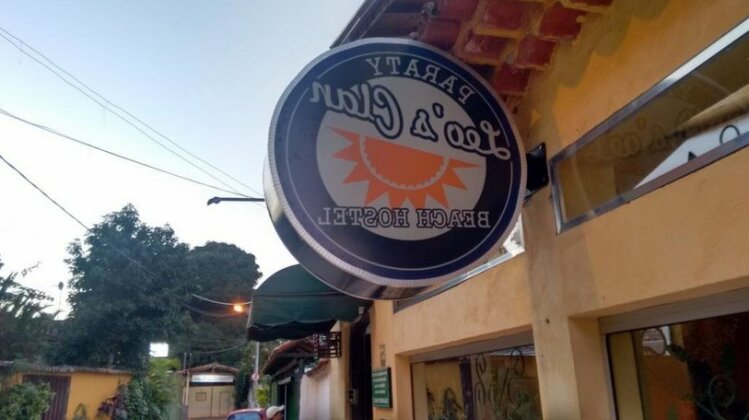 PARATY
Leo's Clan
BEACH HOSTEL